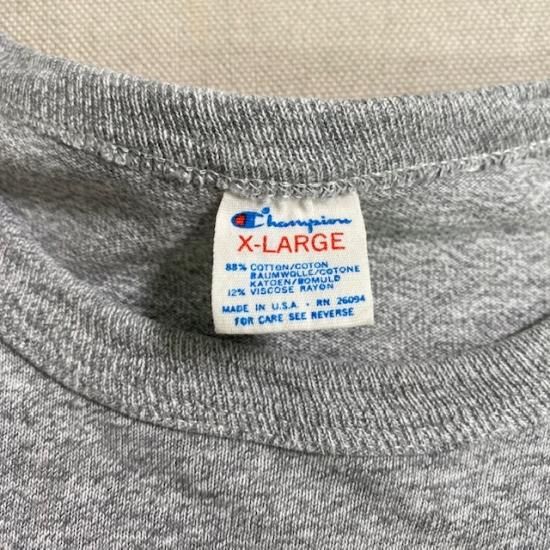 Champion
X-LARGE
88% COTTON/COTON
BAUMWOLLE/COTONE
KATOEN/BOMULD
12% VISCOSE RAYON
MADE IN U.S.A. - RN 26094
FOR CARE SEE REVERSE